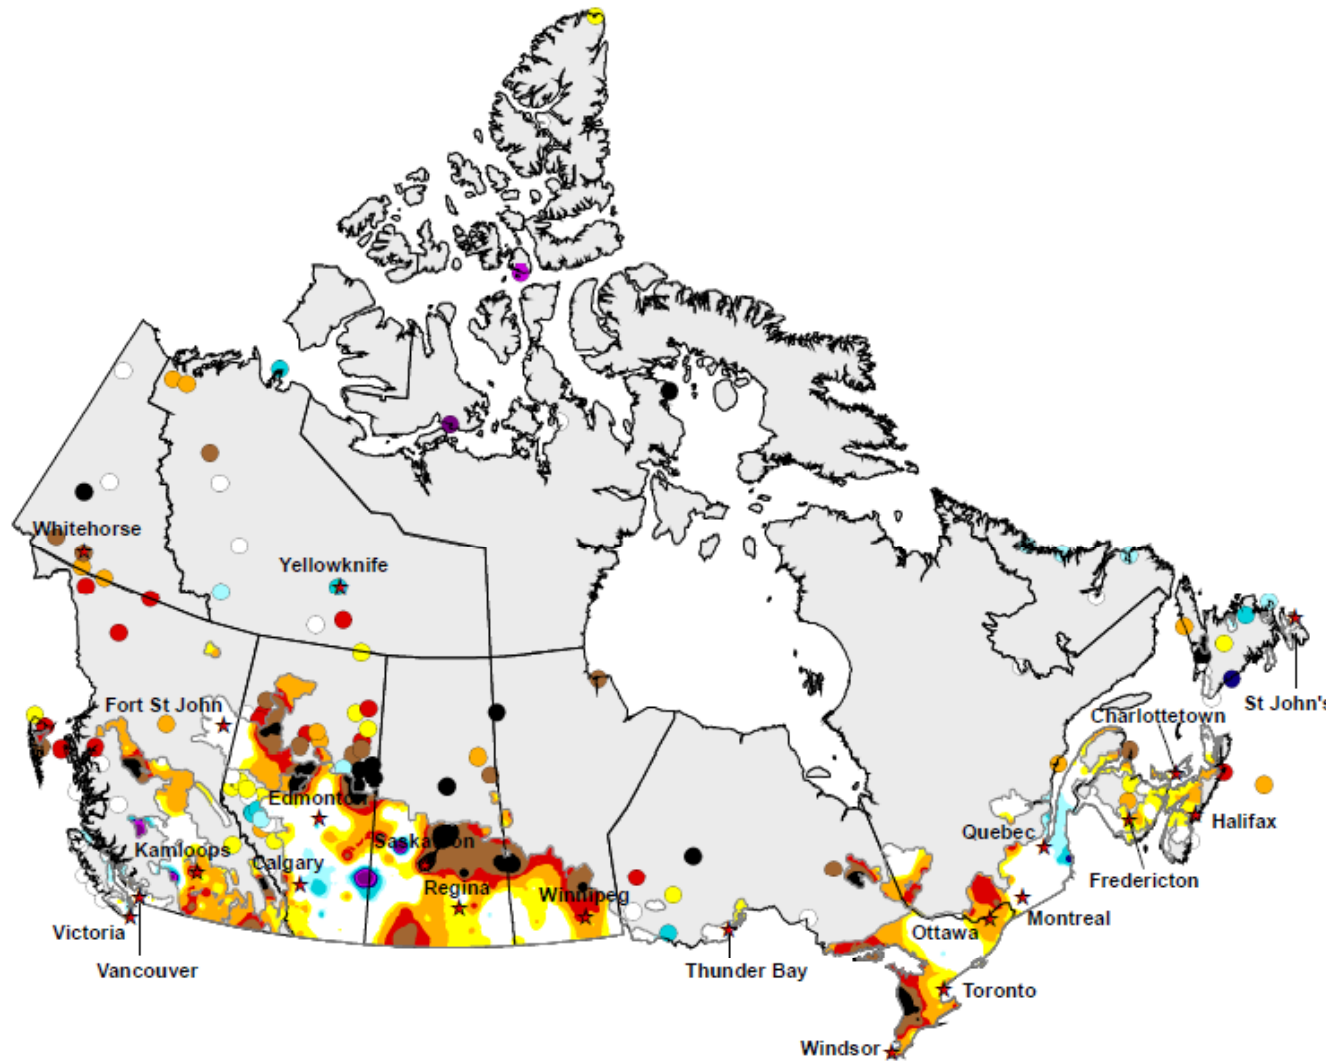 Whitehorse
Yellowknife
Fort St John
St John's
Charlottetown
Edmonton
Saskatoon
Quebec
Halifax
Kamloops
Calgary
Fredericton
Regina
Winnipeg
Montreal
Victoria
Ottawa
Vancouver
Thunder Bay
Toronto
Windsor